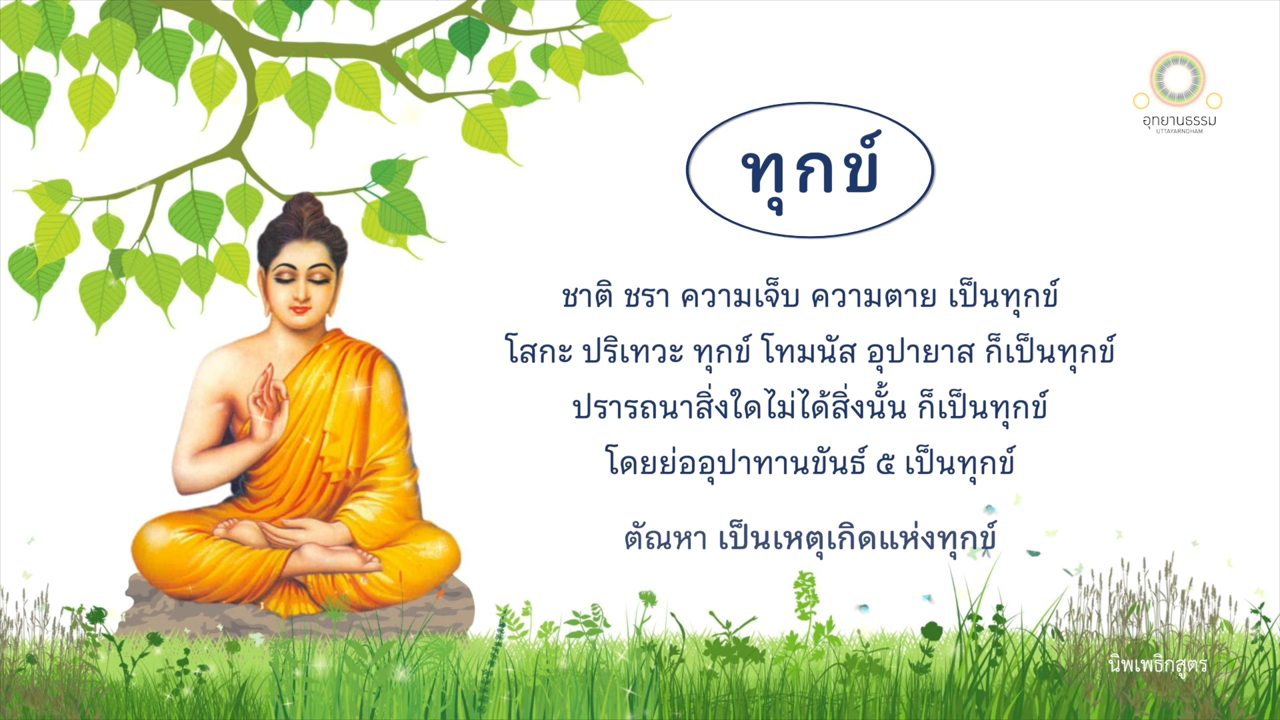 อุทยานธรรม
UTTAYARNDHAM
ทุกข์
ชาติ ชรา ความเจ็บ ความตาย เป็นทุกข์
โสกะ ปริเทวะ ทุกข์ โทมนัส อุปายาส ก็เป็นทุกข์
ปรารถนาสิ่งใดไม่ได้สิ่งนั้น ก็เป็นทุกข์
โดยย่ออุปาทานขันธ์ ๕ เป็นทุกข์
ตัณหา เป็นเหตุเกิดแห่งทุกข์
นิพเพธิกสูตร